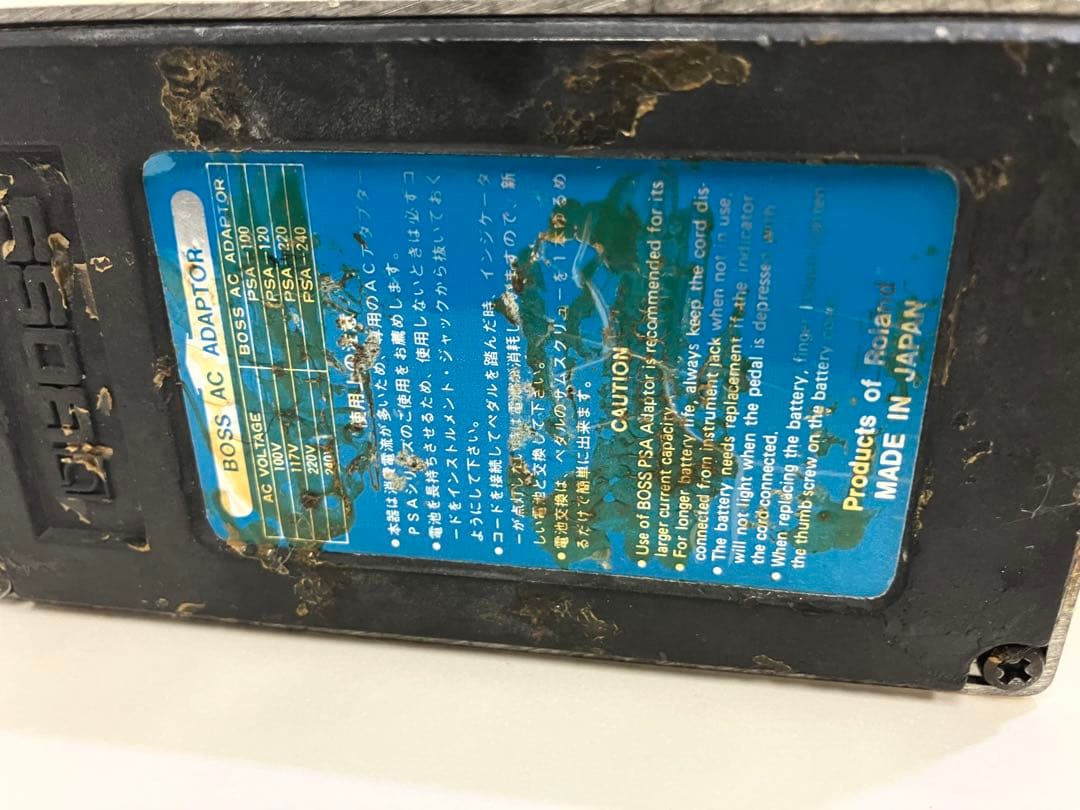 BOSS
BOSS AC ADAPTOR
AC VOLTAGE BOSS AC ADAPTOR
100V PSA-100
117V PSA-120
220V PSA-220
240V PSA-240
使用上の注意
●本器は消費電流が多いため、専用のACアダプター
PSAシリーズのご使用をお薦めします。
●電池を長持ちさせるため、使用しないときは必ずコ
ードをインストルメント・ジャックから抜いておく
ようにして下さい。
●コードを接続してペダルを踏んだ時、インジケータ
ーが点灯しない時は電池が消耗してますので、新
しい電池と交換して下さい。
●電池交換は、ペダルのサムスクリューを1 ゆるめ
るだけで簡単に出来ます。
CAUTION
●Use of BOSS PSA Adaptor is recommended for its
larger current capacity.
●For longer battery life, always keep the cord dis-
connected from instrument jack when not in use.
●The battery needs replacement if the indicator
will not light when the pedal is depressed with
the cord connected.
●When replacing the battery, finger
the thumb screw on the battery
Products of Roland
MADE IN JAPAN